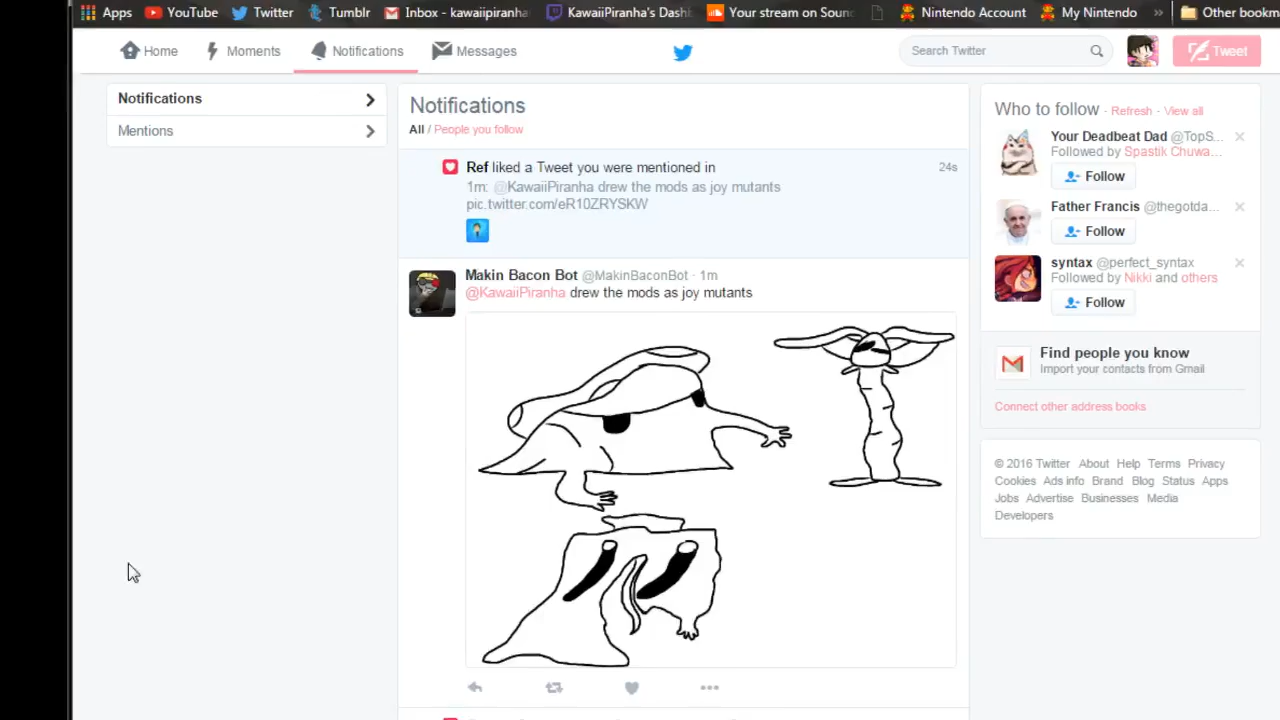 Apps YouTube Twitter Tumblr Inbox - kawaiipiranha KawaiiPiranha's Dashb Your stream on Soun Nintendo Account My Nintendo » Other bookm
Home Moments Notifications Messages Search Twitter Tweet
Notifications
Mentions
Notifications
All / People you follow
Ref liked a Tweet you were mentioned in 24s
1m: @KawaiiPiranha drew the mods as joy mutants
pic.twitter.com/eR10ZRYSKW
Makin Bacon Bot @MakinBaconBot · 1m
@KawaiiPiranha drew the mods as joy mutants
Who to follow · Refresh · View all
Your Deadbeat Dad @TopS...
Followed by Spastik Chuwa...
Follow
Father Francis @thegotda...
Follow
syntax @perfect_syntax
Followed by Nikki and others
Follow
Find people you know
Import your contacts from Gmail
Connect other address books
© 2016 Twitter About Help Terms Privacy
Cookies Ads info Brand Blog Status Apps
Jobs Advertise Businesses Media
Developers